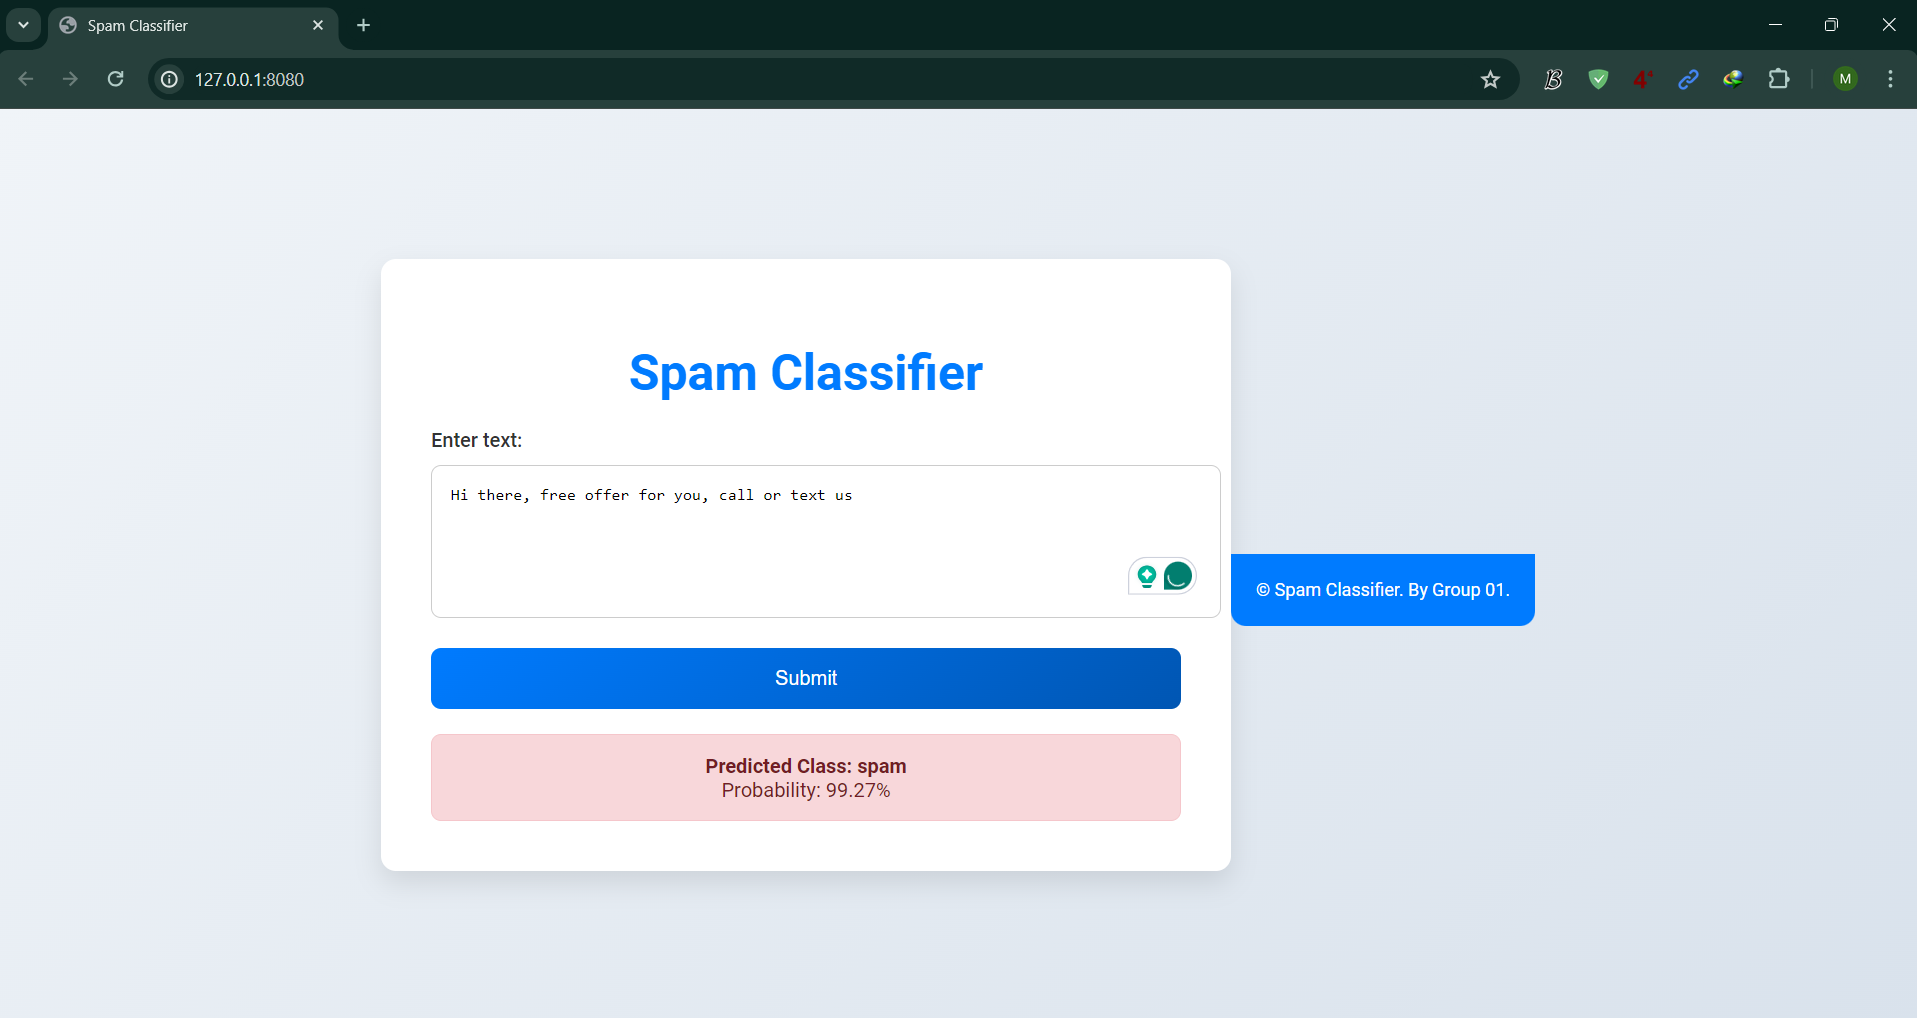 Spam Classifier
127.0.0.1:8080
M
Spam Classifier
Enter text:
Hi there, free offer for you, call or text us
© Spam Classifier. By Group 01.
Submit
Predicted Class: spam
Probability: 99.27%